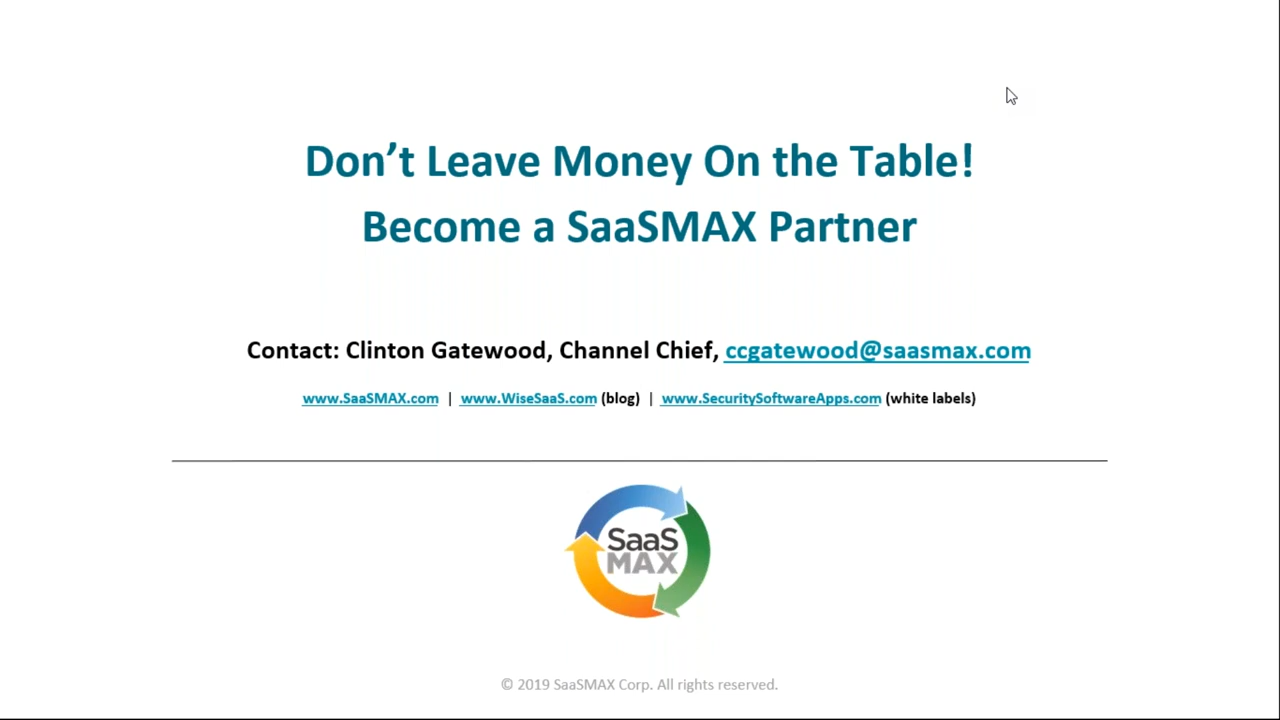 Don’t Leave Money On the Table!
Become a SaaSMAX Partner
Contact: Clinton Gatewood, Channel Chief, ccgatewood@saasmax.com
www.SaaSMAX.com | www.WiseSaaS.com (blog) | www.SecuritySoftwareApps.com (white labels)
SaaS
MAX
© 2019 SaaSMAX Corp. All rights reserved.